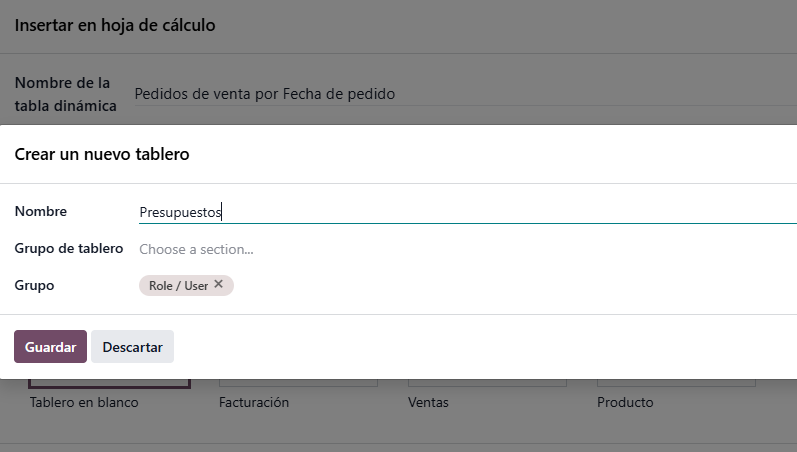 Insertar en hoja de cálculo
Nombre de la
tabla dinámica
Pedidos de venta por Fecha de pedido
Crear un nuevo tablero
Nombre
Presupuestos
Grupo de tablero
Choose a section...
Grupo
Role / User ✕
Guardar
Descartar
Tablero en blanco
Facturación
Ventas
Producto